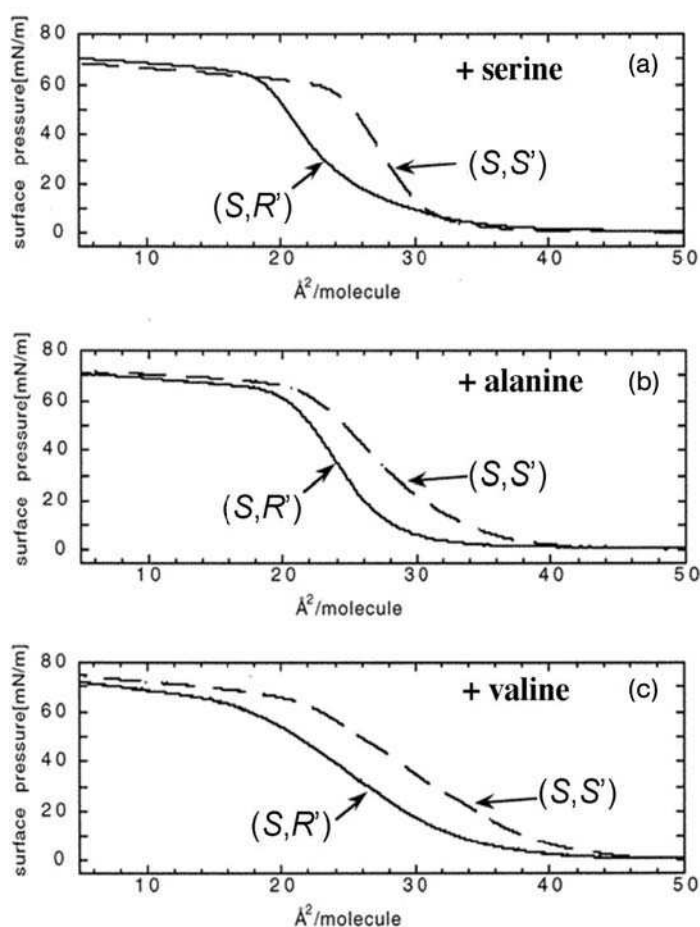 surface pressure[mN/m]
80
60
40
20
0
+ serine
(a)
(S,R')
(S,S')
10
20
30
40
50
Å²/molecule
surface pressure[mN/m]
80
60
40
20
0
+ alanine
(b)
(S,R')
(S,S')
10
20
30
40
50
Å²/molecule
surface pressure[mN/m]
80
60
40
20
0
+ valine
(c)
(S,R')
(S,S')
10
20
30
40
50
Å²/molecule